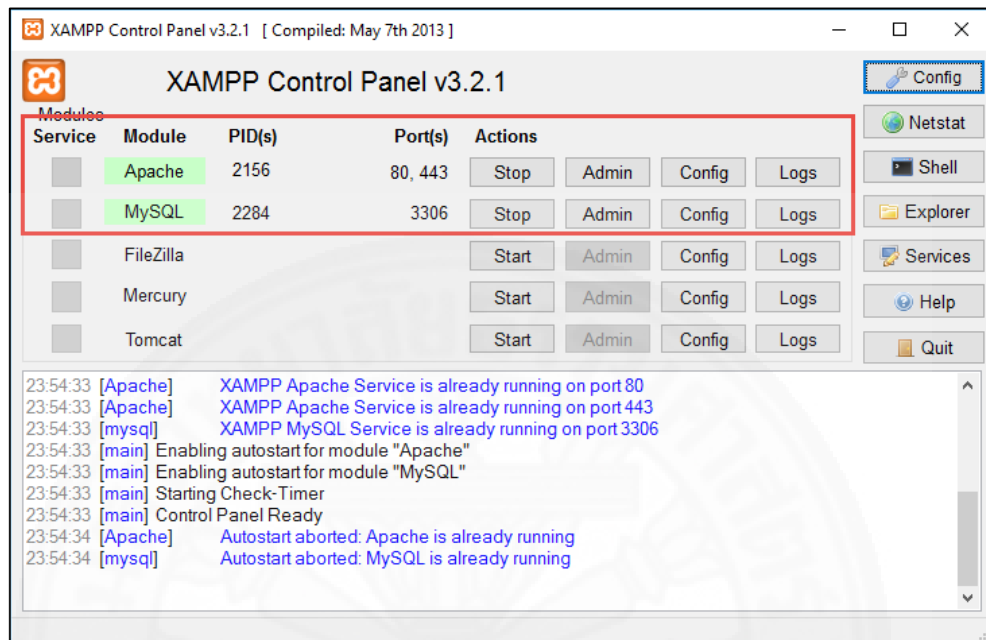 XAMPP Control Panel v3.2.1 [ Compiled: May 7th 2013 ]
XAMPP Control Panel v3.2.1
Config
Modules
Service Module PID(s) Port(s) Actions
Netstat
Apache 2156 80, 443 Stop Admin Config Logs
Shell
MySQL 2284 3306 Stop Admin Config Logs
Explorer
FileZilla Start Admin Config Logs
Services
Mercury Start Admin Config Logs
Help
Tomcat Start Admin Config Logs
Quit
23:54:33 [Apache] XAMPP Apache Service is already running on port 80
23:54:33 [Apache] XAMPP Apache Service is already running on port 443
23:54:33 [mysql] XAMPP MySQL Service is already running on port 3306
23:54:33 [main] Enabling autostart for module "Apache"
23:54:33 [main] Enabling autostart for module "MySQL"
23:54:33 [main] Starting Check-Timer
23:54:33 [main] Control Panel Ready
23:54:34 [Apache] Autostart aborted: Apache is already running
23:54:34 [mysql] Autostart aborted: MySQL is already running